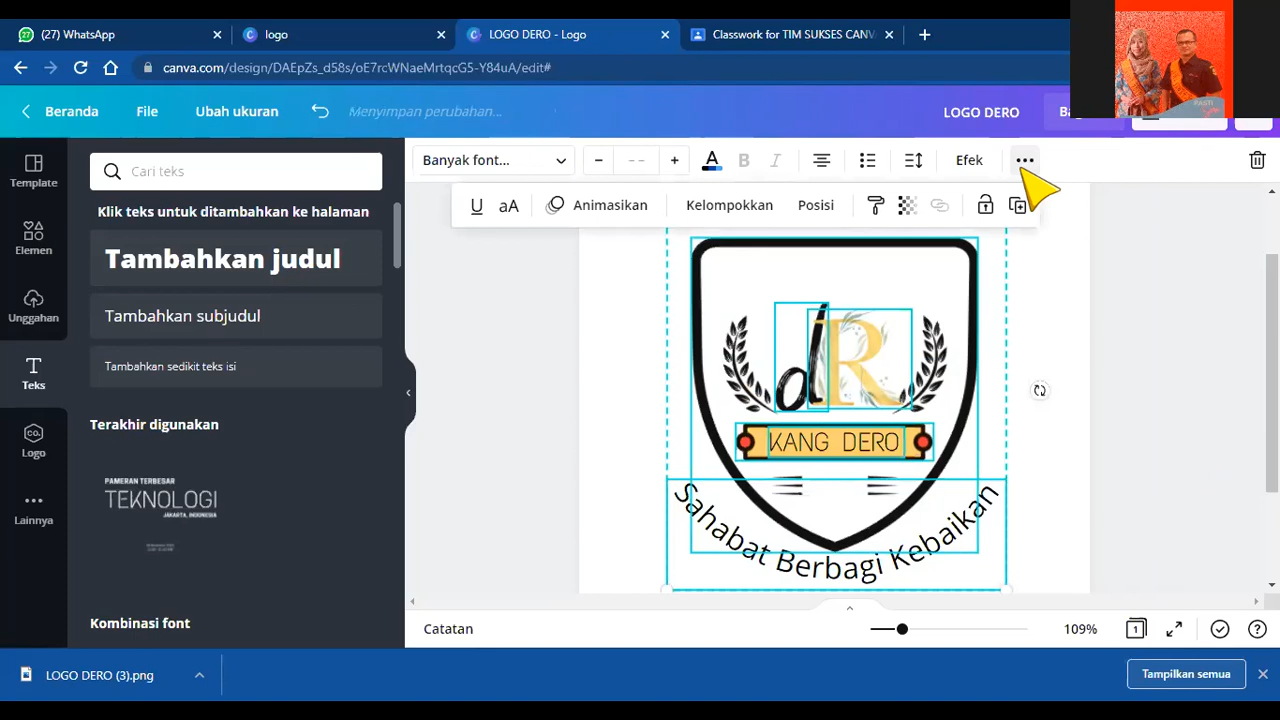 (27) WhatsApp
logo
LOGO DERO - Logo
Classwork for TIM SUKSES CANV
canva.com/design/DAEpZs_d58s/oE7rcWNaeMrtqcG5-Y84uA/edit#
Beranda
File
Ubah ukuran
Menyimpan perubahan...
LOGO DERO
Banyak font...
- -
A
B
I
Efek
U
aA
Animasikan
Kelompokkan
Posisi
Template
Elemen
Unggahan
Teks
Logo
Lainnya
Cari teks
Klik teks untuk ditambahkan ke halaman
Tambahkan judul
Tambahkan subjudul
Tambahkan sedikit teks isi
Terakhir digunakan
PAMERAN TERBESAR
TEKNOLOGI
JAKARTA, INDONESIA
Kombinasi font
dR
KANG DERO
Sahabat Berbagi Kebaikan
Catatan
109%
1
LOGO DERO (3).png
Tampilkan semua